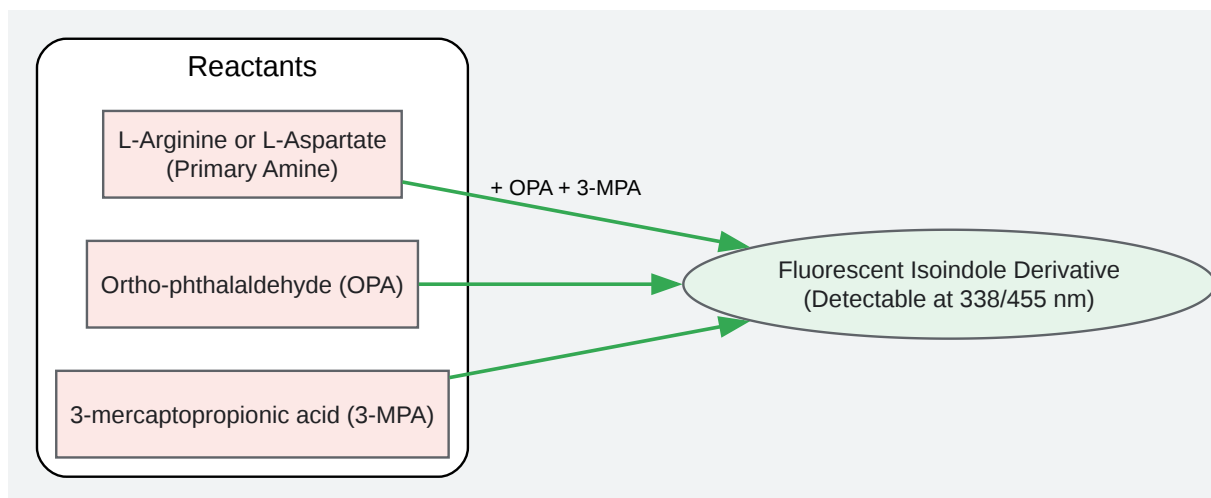 Reactants
L-Arginine or L-Aspartate
(Primary Amine)
+ OPA + 3-MPA
Ortho-phthalaldehyde (OPA)
Fluorescent Isoindole Derivative
(Detectable at 338/455 nm)
3-mercaptopropionic acid (3-MPA)